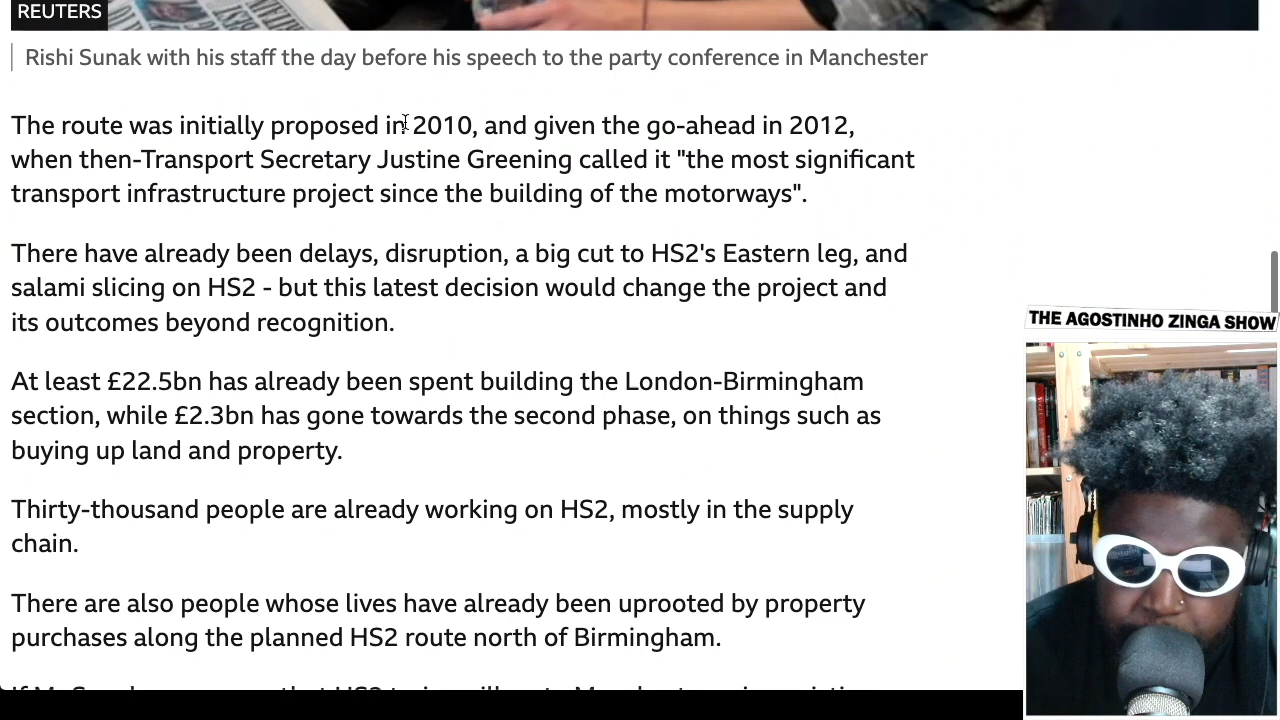 REUTERS
Rishi Sunak with his staff the day before his speech to the party conference in Manchester
The route was initially proposed in 2010, and given the go-ahead in 2012,
when then-Transport Secretary Justine Greening called it "the most significant
transport infrastructure project since the building of the motorways".
There have already been delays, disruption, a big cut to HS2's Eastern leg, and
salami slicing on HS2 - but this latest decision would change the project and
its outcomes beyond recognition.
THE AGOSTINHO ZINGA SHOW
At least £22.5bn has already been spent building the London-Birmingham
section, while £2.3bn has gone towards the second phase, on things such as
buying up land and property.
Thirty-thousand people are already working on HS2, mostly in the supply
chain.
There are also people whose lives have already been uprooted by property
purchases along the planned HS2 route north of Birmingham.